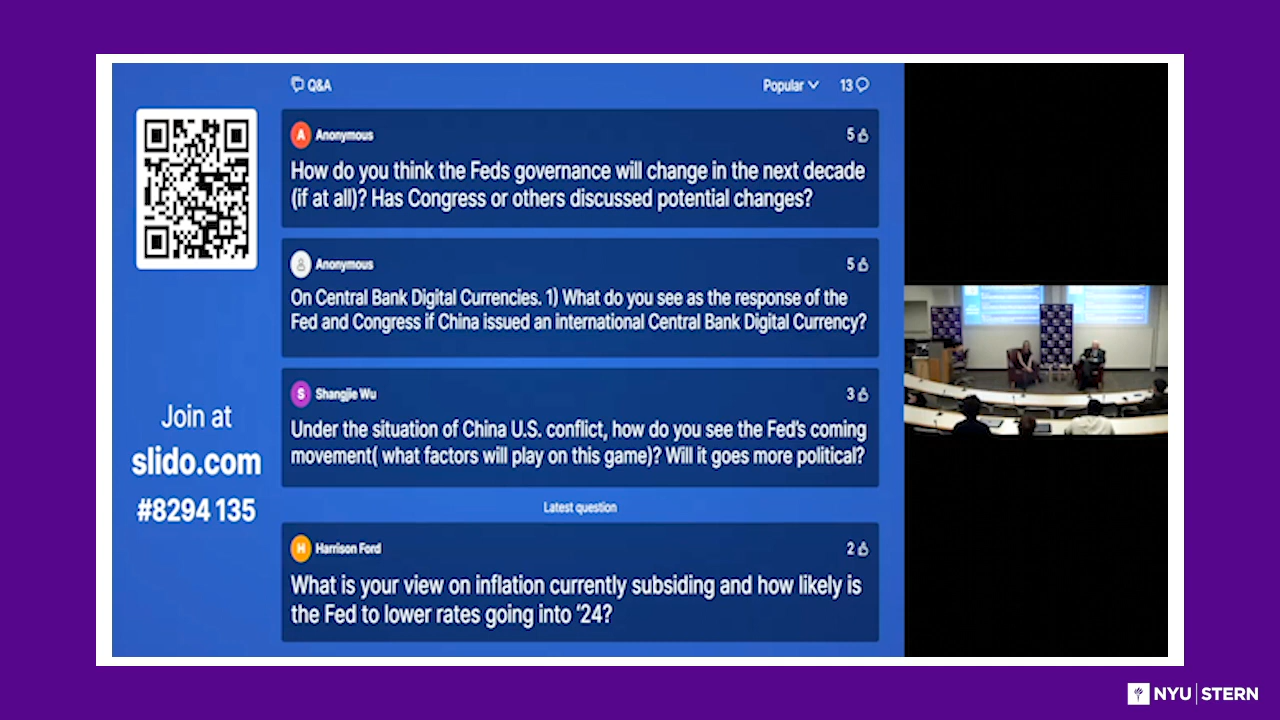 Q&A
Popular
13
A Anonymous
5
How do you think the Feds governance will change in the next decade
(if at all)? Has Congress or others discussed potential changes?
Anonymous
5
On Central Bank Digital Currencies. 1) What do you see as the response of the
Fed and Congress if China issued an international Central Bank Digital Currency?
S Shangjie Wu
3
Under the situation of China U.S. conflict, how do you see the Fed's coming
movement( what factors will play on this game)? Will it goes more political?
Latest question
H Harrison Ford
2
What is your view on inflation currently subsiding and how likely is
the Fed to lower rates going into '24?
Join at
slido.com
#8294 135
NYU STERN